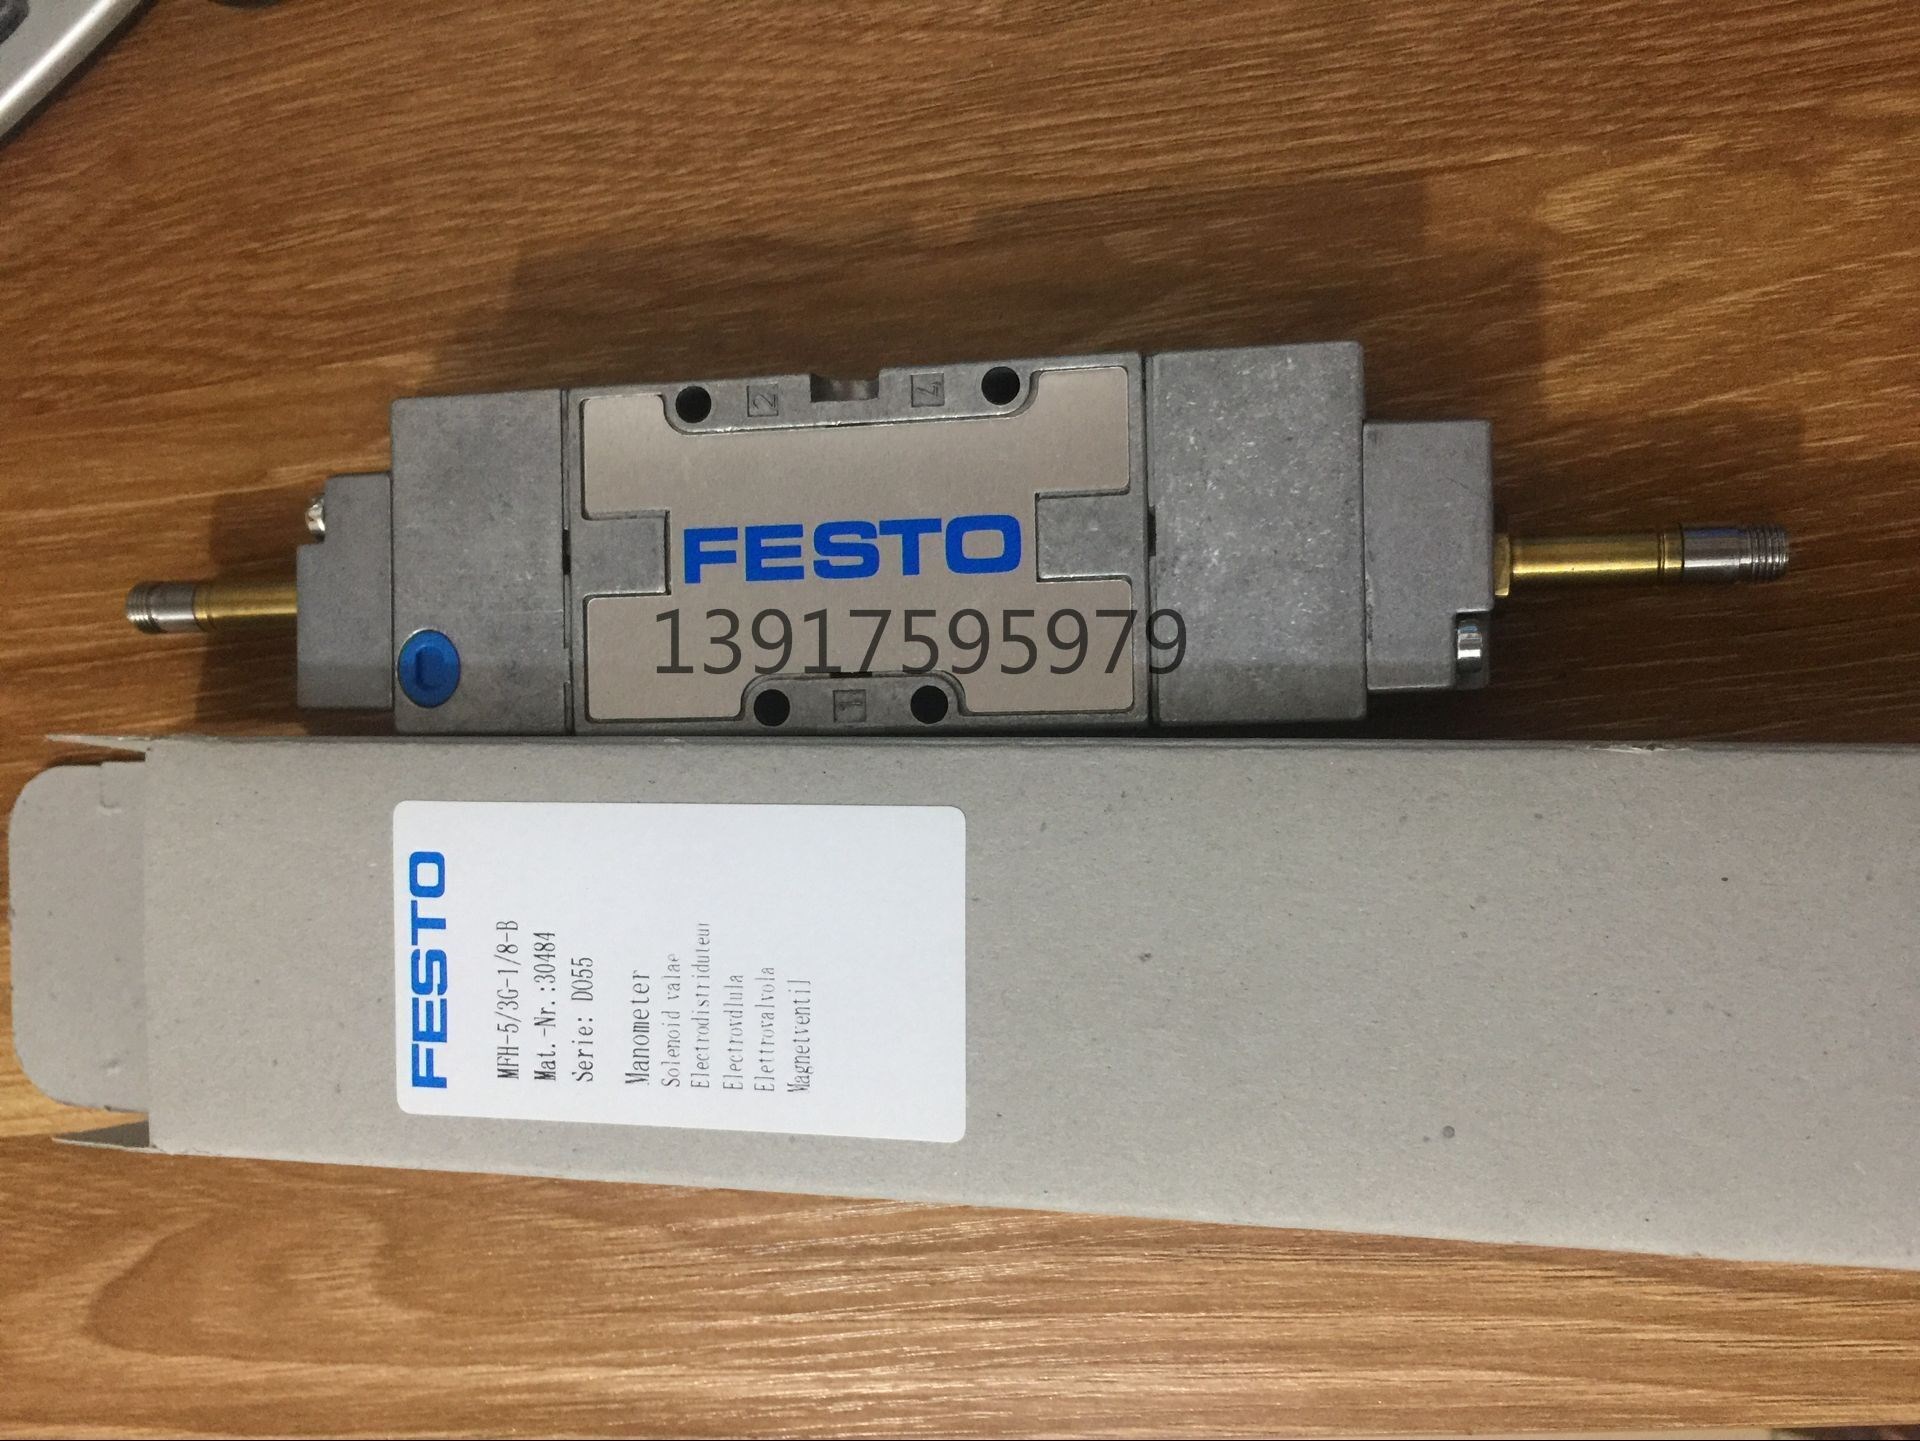 2 4
FESTO
13917595979
1
FESTO
MFH-5/3G-1/8-B
Mat.-Nr.:30484
Serie: D055
Manometer
Solenoid valae
Electrodistriduteur
Electrovdlula
Elettrovalvola
Magnetventil